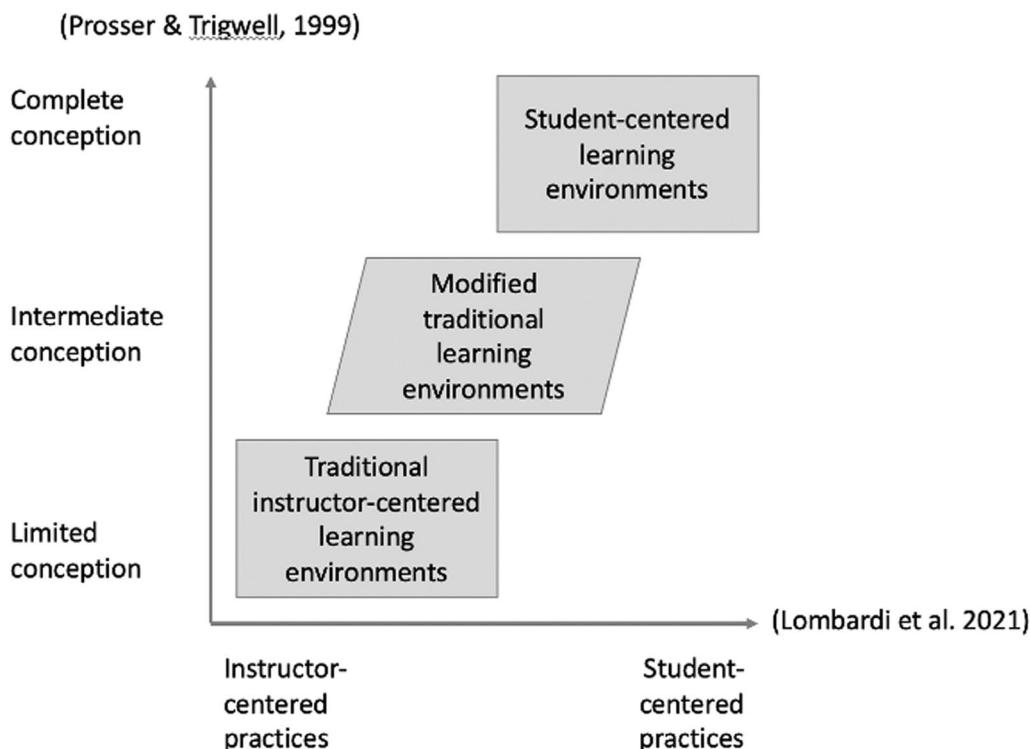 (Prosser & Trigwell, 1999)
Complete
conception
Student-centered
learning
environments
Intermediate
conception
Modified
traditional
learning
environments
Limited
conception
Traditional
instructor-centered
learning
environments
(Lombardi et al. 2021)
Instructor-
centered
practices
Student-
centered
practices